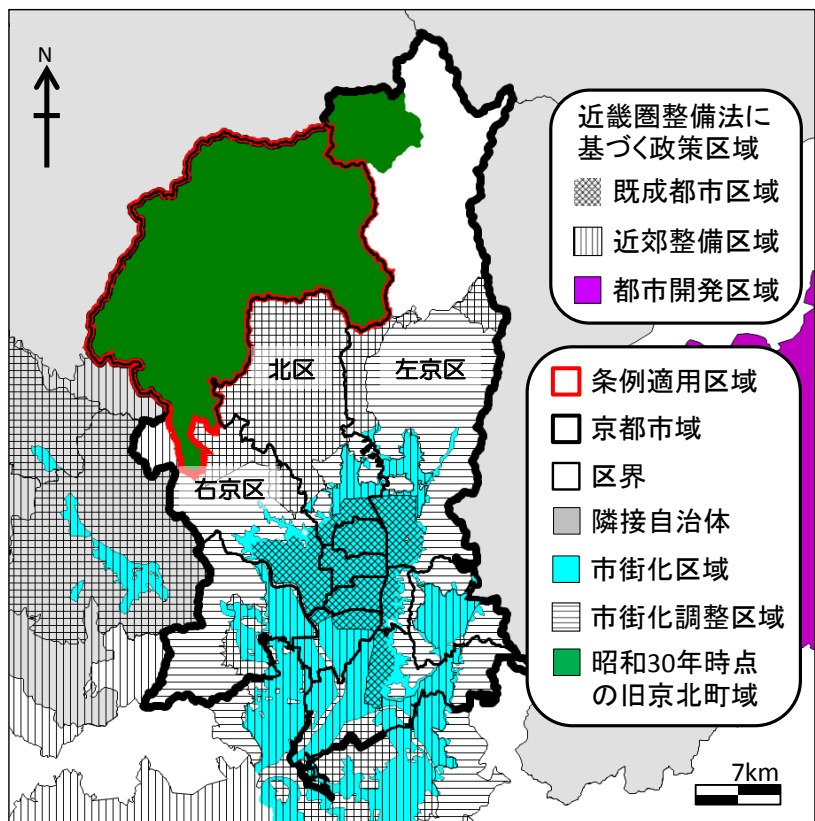 N
近畿圏整備法に
基づく政策区域
既成都市区域
近郊整備区域
都市開発区域
北区
左京区
右京区
条例適用区域
京都市域
区界
隣接自治体
市街化区域
市街化調整区域
昭和30年時点
の旧京北町域
7km